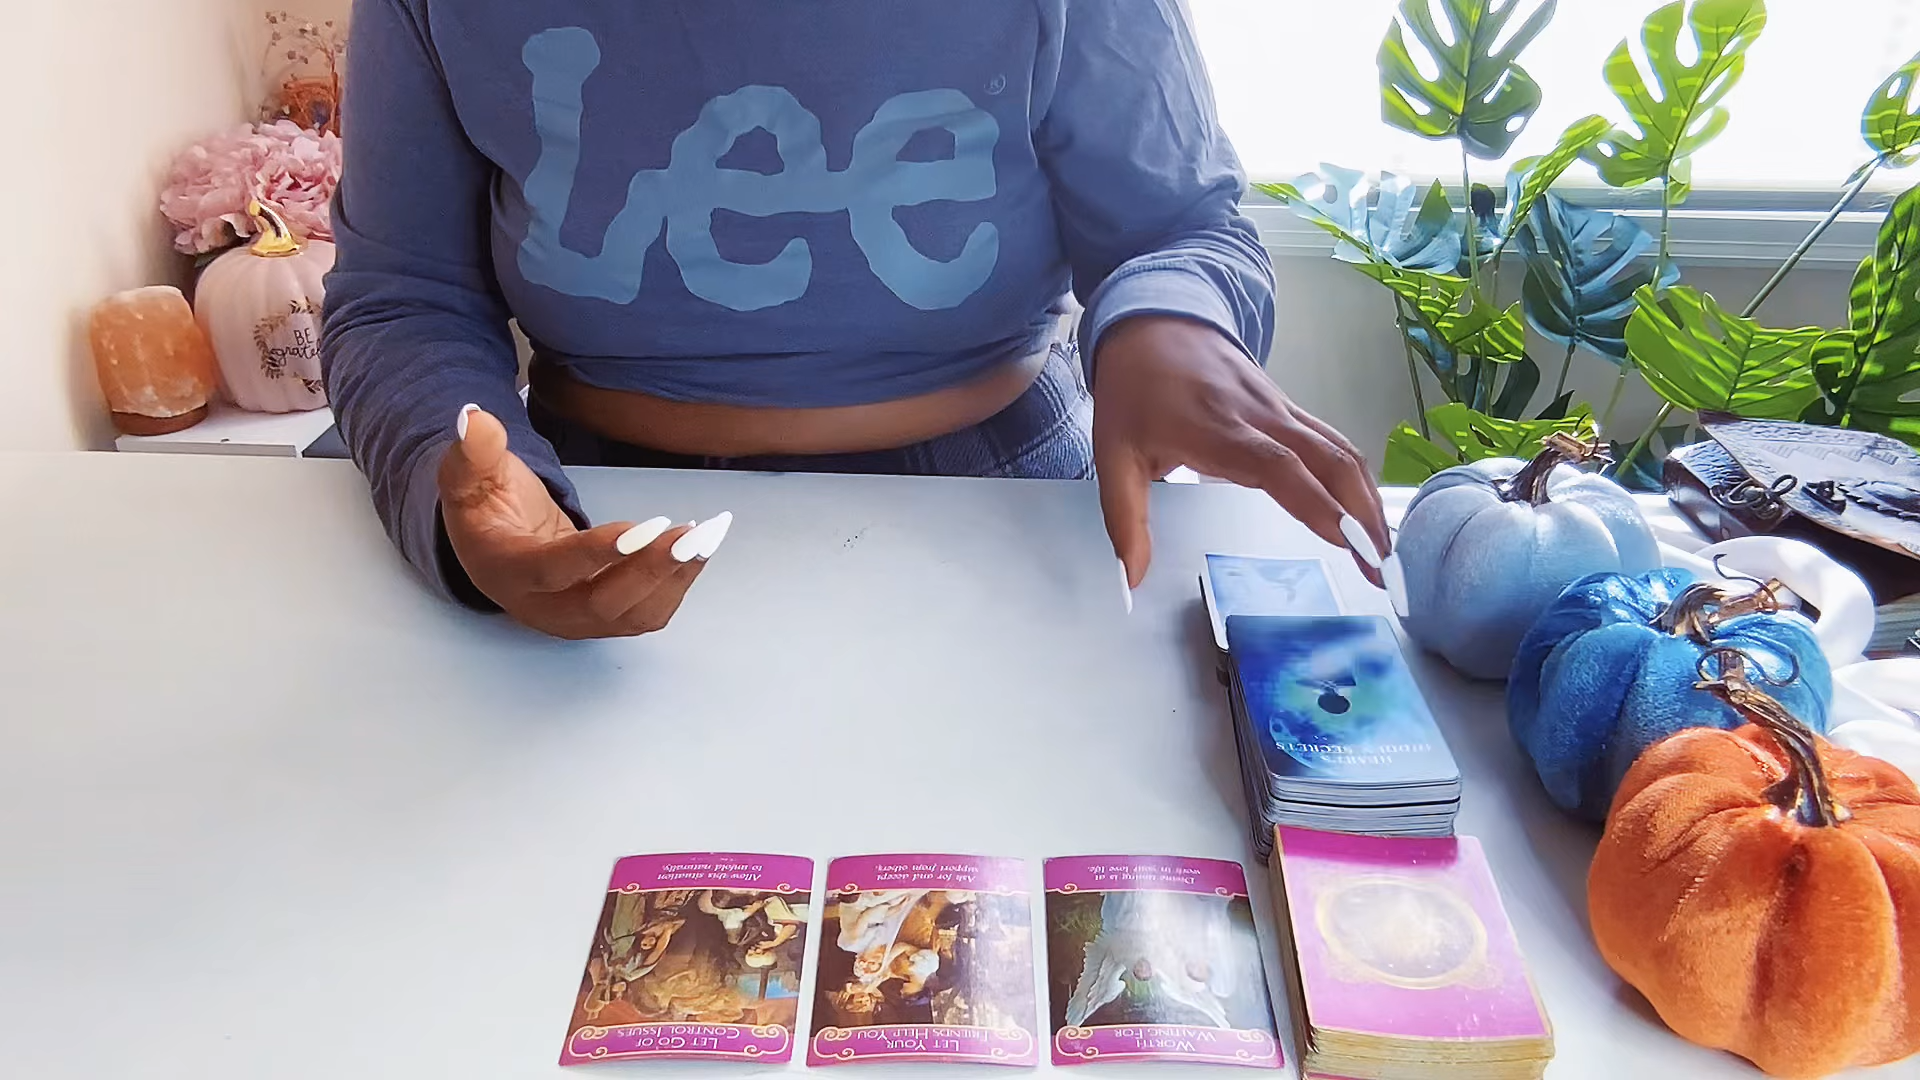 Lee
®
BE
HEART'S
HIDDEN SECRETS
Allow this situation
to unfold naturally.
LET GO OF
CONTROL ISSUES
Ask for and accept
support from others.
LET YOUR
FRIENDS HELP YOU
Divine timing is at
work in your love life.
WORTH
WAITING FOR